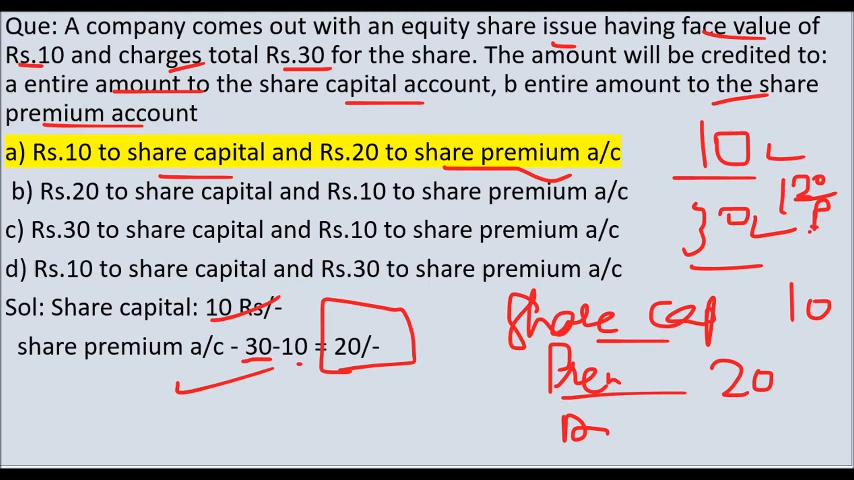 Que: A company comes out with an equity share issue having face value of
Rs.10 and charges total Rs.30 for the share. The amount will be credited to:
a entire amount to the share capital account, b entire amount to the share
premium account
a) Rs.10 to share capital and Rs.20 to share premium a/c
b) Rs.20 to share capital and Rs.10 to share premium a/c
c) Rs.30 to share capital and Rs.10 to share premium a/c
d) Rs.10 to share capital and Rs.30 to share premium a/c
Sol: Share capital: 10 Rs/-
share premium a/c - 30-10 = 20/-
10
30
20
P
Share cap 10
Prem 20